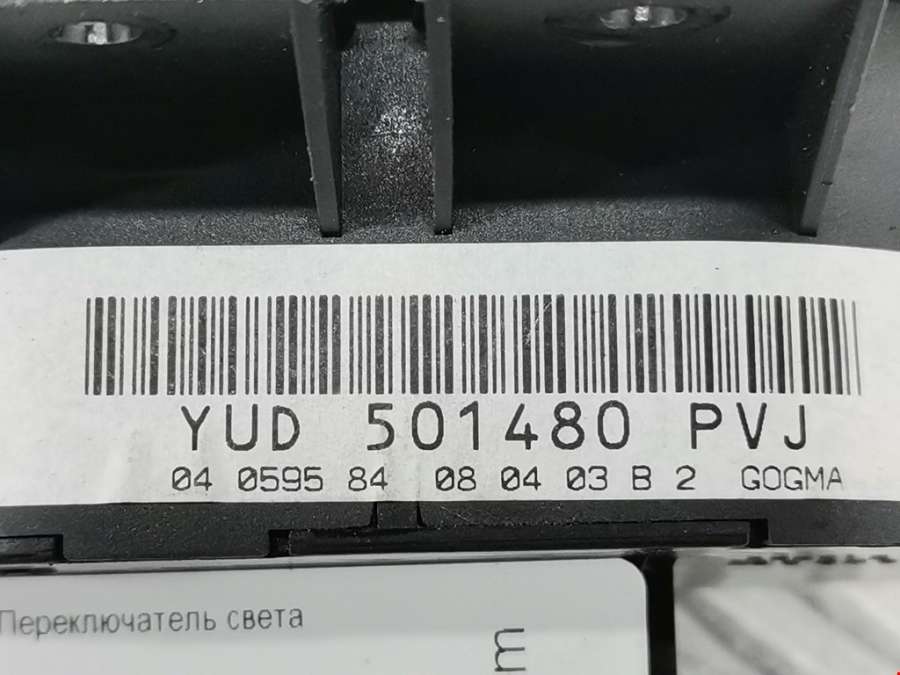 YUD 501480 PVJ
04 0595 84 08 04 03 B 2 GOGMA
Переключатель света
m